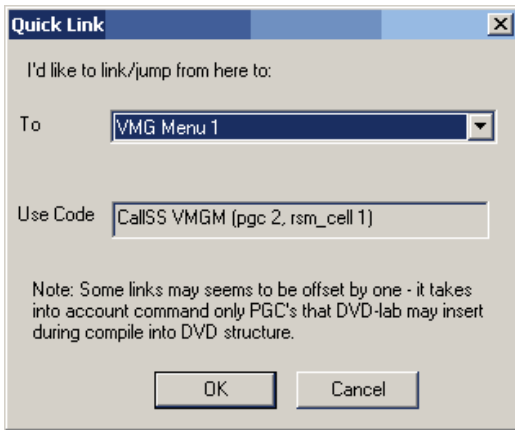 Quick Link
I'd like to link/jump from here to:
To
VMG Menu 1
Use Code
CallSS VMGM (pgc 2, rsm_cell 1)
Note: Some links may seems to be offset by one - it takes
into account command only PGC's that DVD-lab may insert
during compile into DVD structure.
OK
Cancel